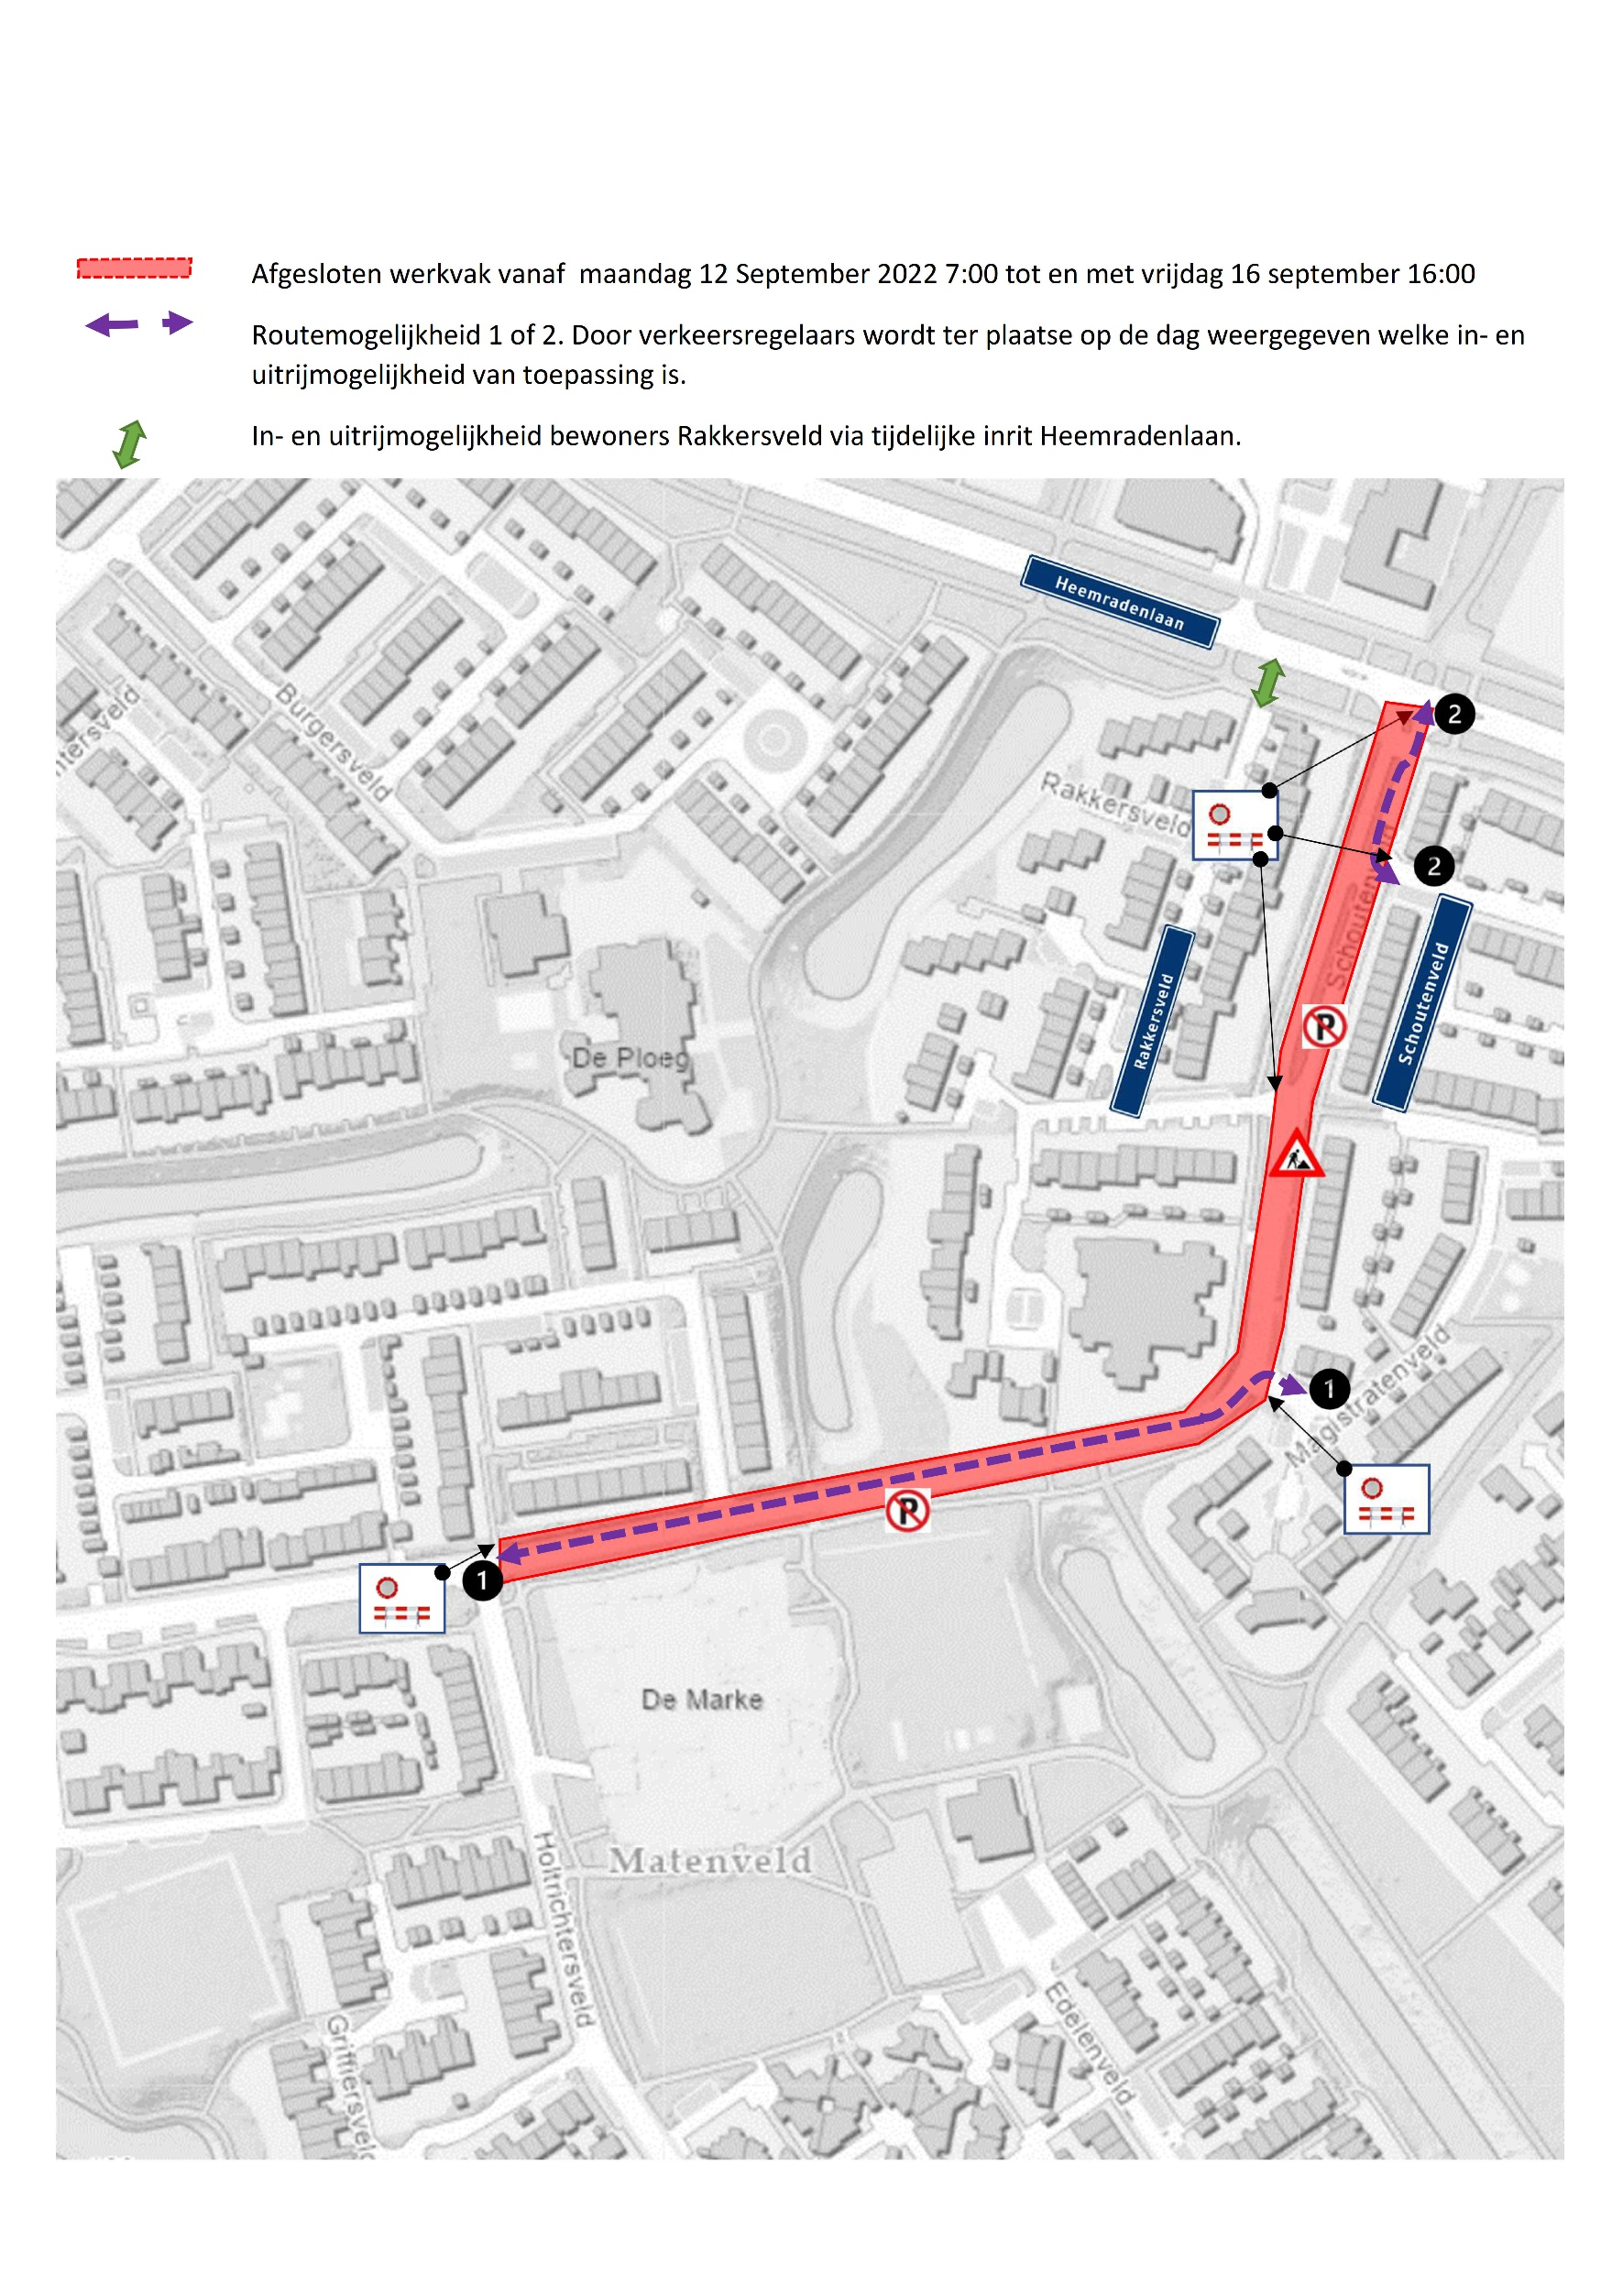 Afgesloten werkvak vanaf  maandag 12 September 2022 7:00 tot en met vrijdag 16 september 16:00
Routemogelijkheid 1 of 2. Door verkeersregelaars wordt ter plaatse op de dag weergegeven welke in- en
uitrijmogelijkheid van toepassing is.
In- en uitrijmogelijkheid bewoners Rakkersveld via tijdelijke inrit Heemradenlaan.
Heemradenlaan
Burgersveld
2
Rakkersveld
2
Rakkersveld
Schoutenveld
P
De Ploeg
Magistratenveld
1
P
1
De Marke
Matenveld
Holtrichtersveld
Edelenveld
Griffiersveld